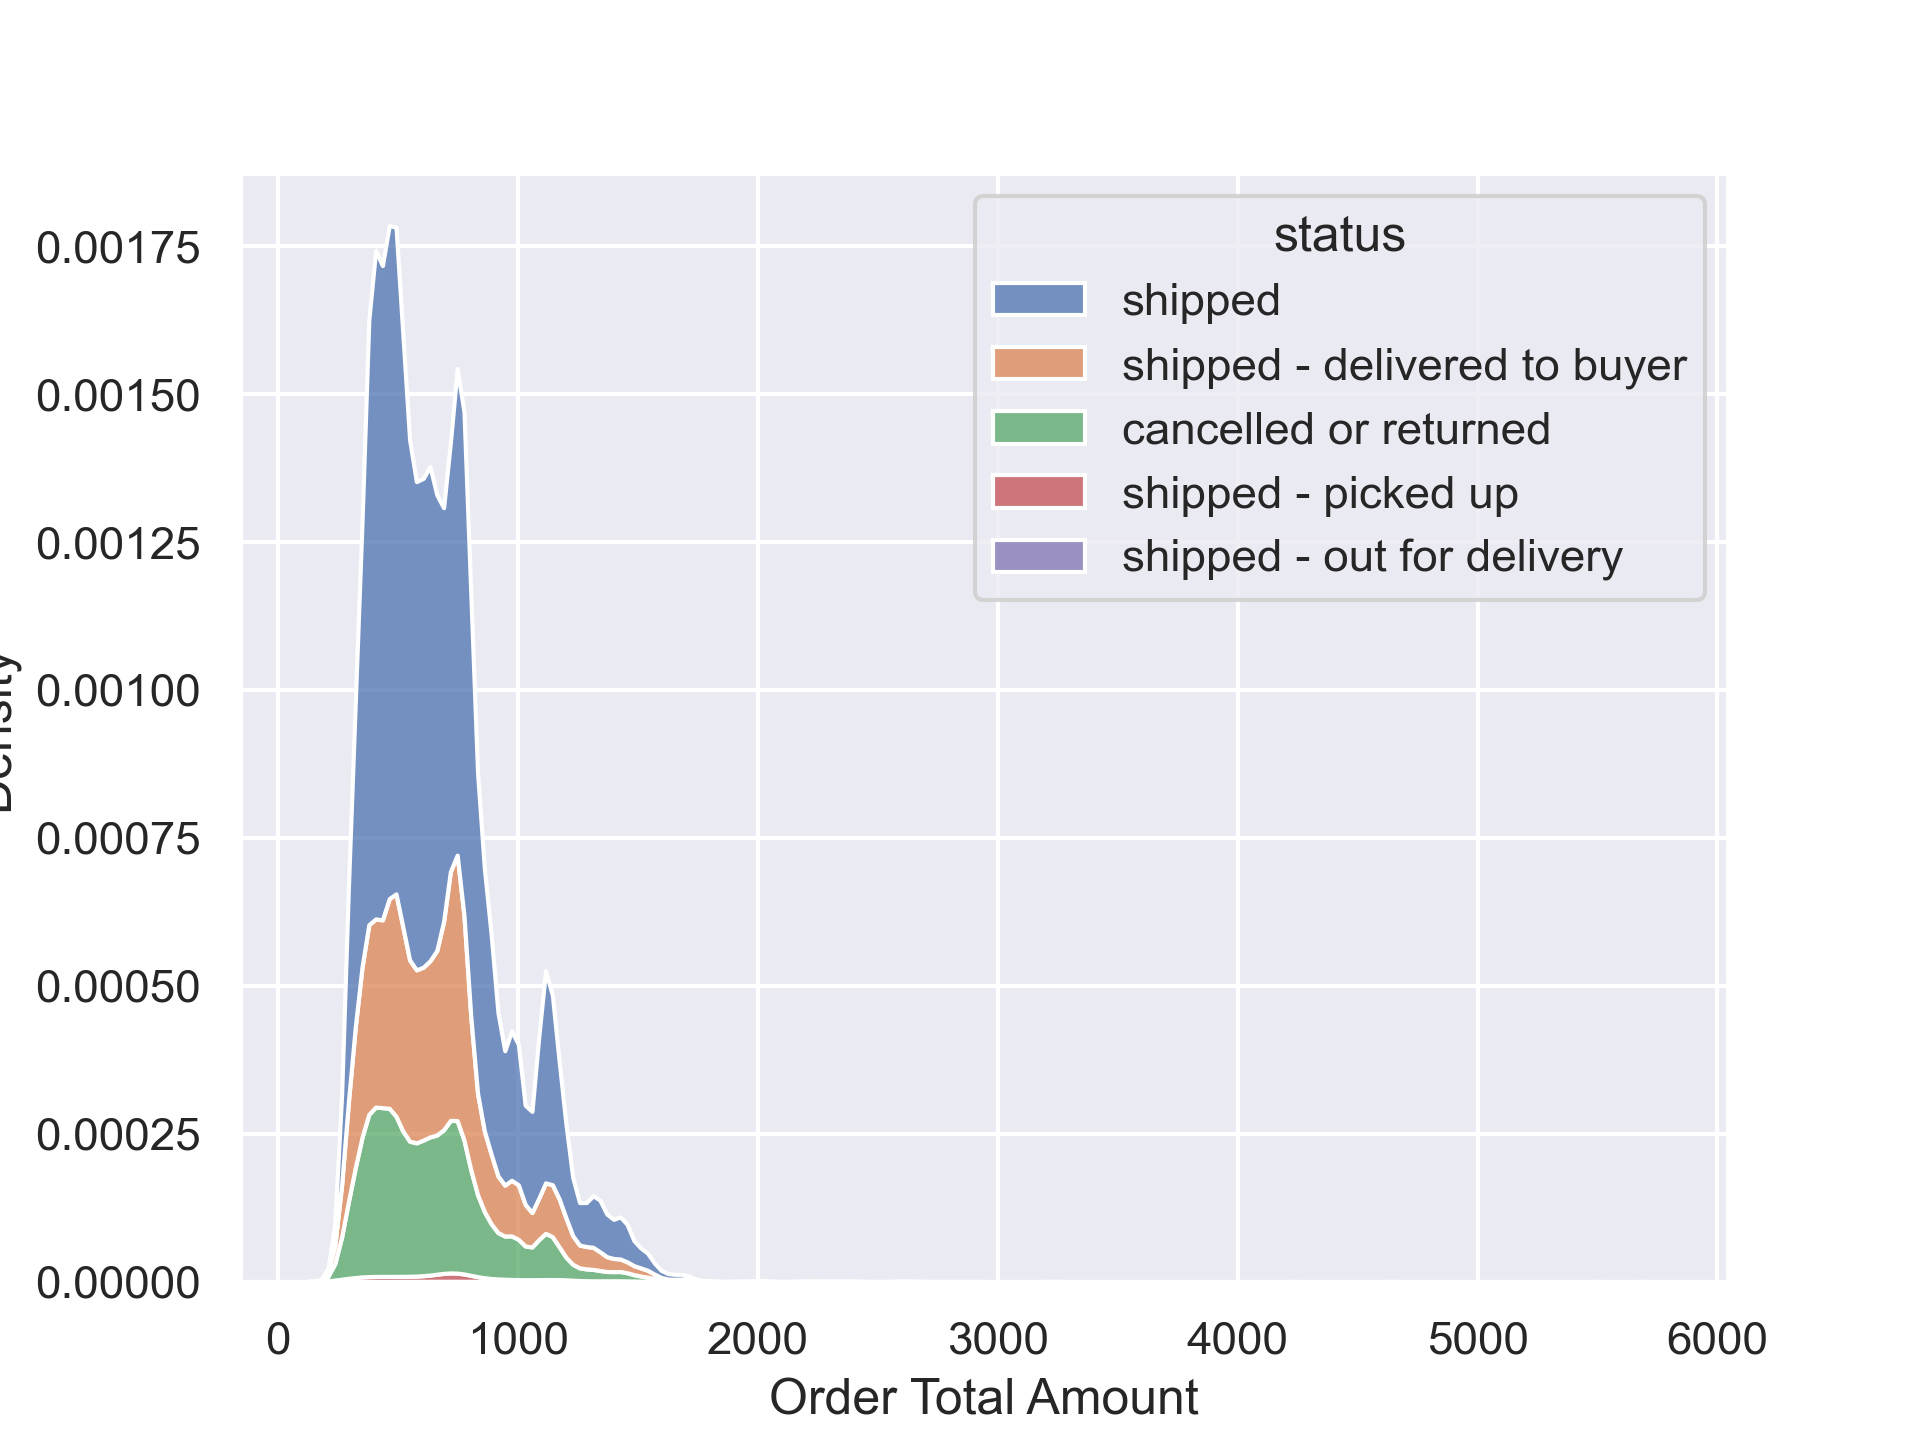 status
shipped
shipped - delivered to buyer
cancelled or returned
shipped - picked up
shipped - out for delivery
0.00175
0.00150
0.00125
0.00100
0.00075
0.00050
0.00025
0.00000
Density
0 1000 2000 3000 4000 5000 6000
Order Total Amount